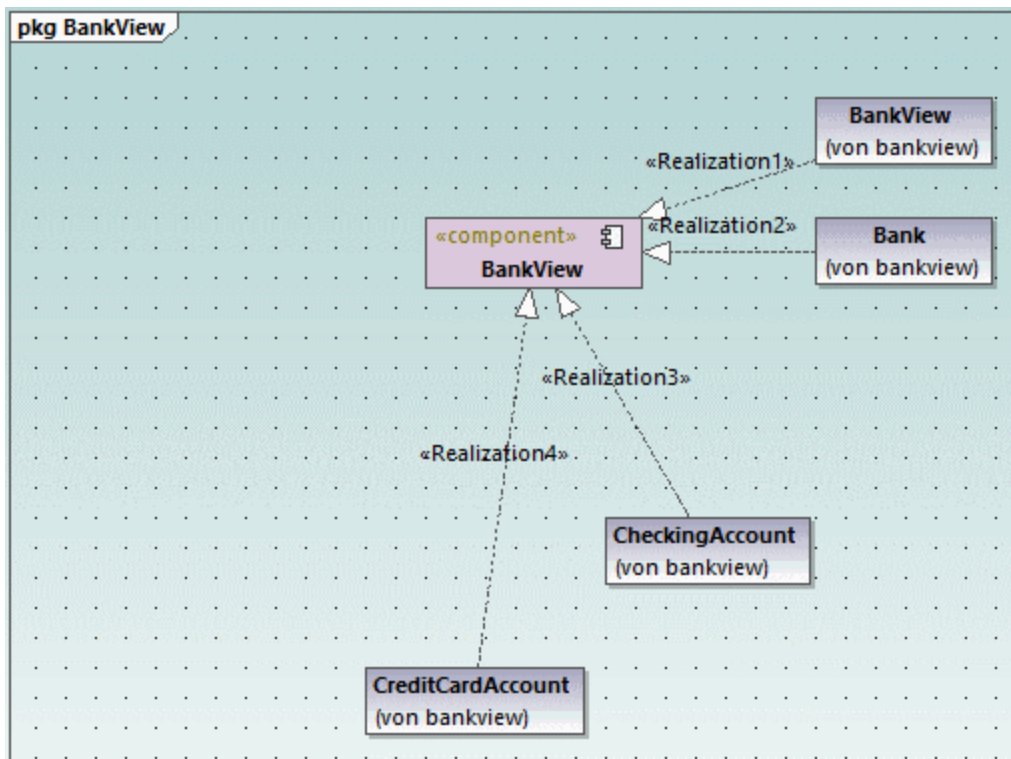 pkg BankView
BankView
(von bankview)
«Realization1»
«Realization2»
Bank
(von bankview)
«component»
BankView
«Realization3»
«Realization4»
CheckingAccount
(von bankview)
CreditCardAccount
(von bankview)